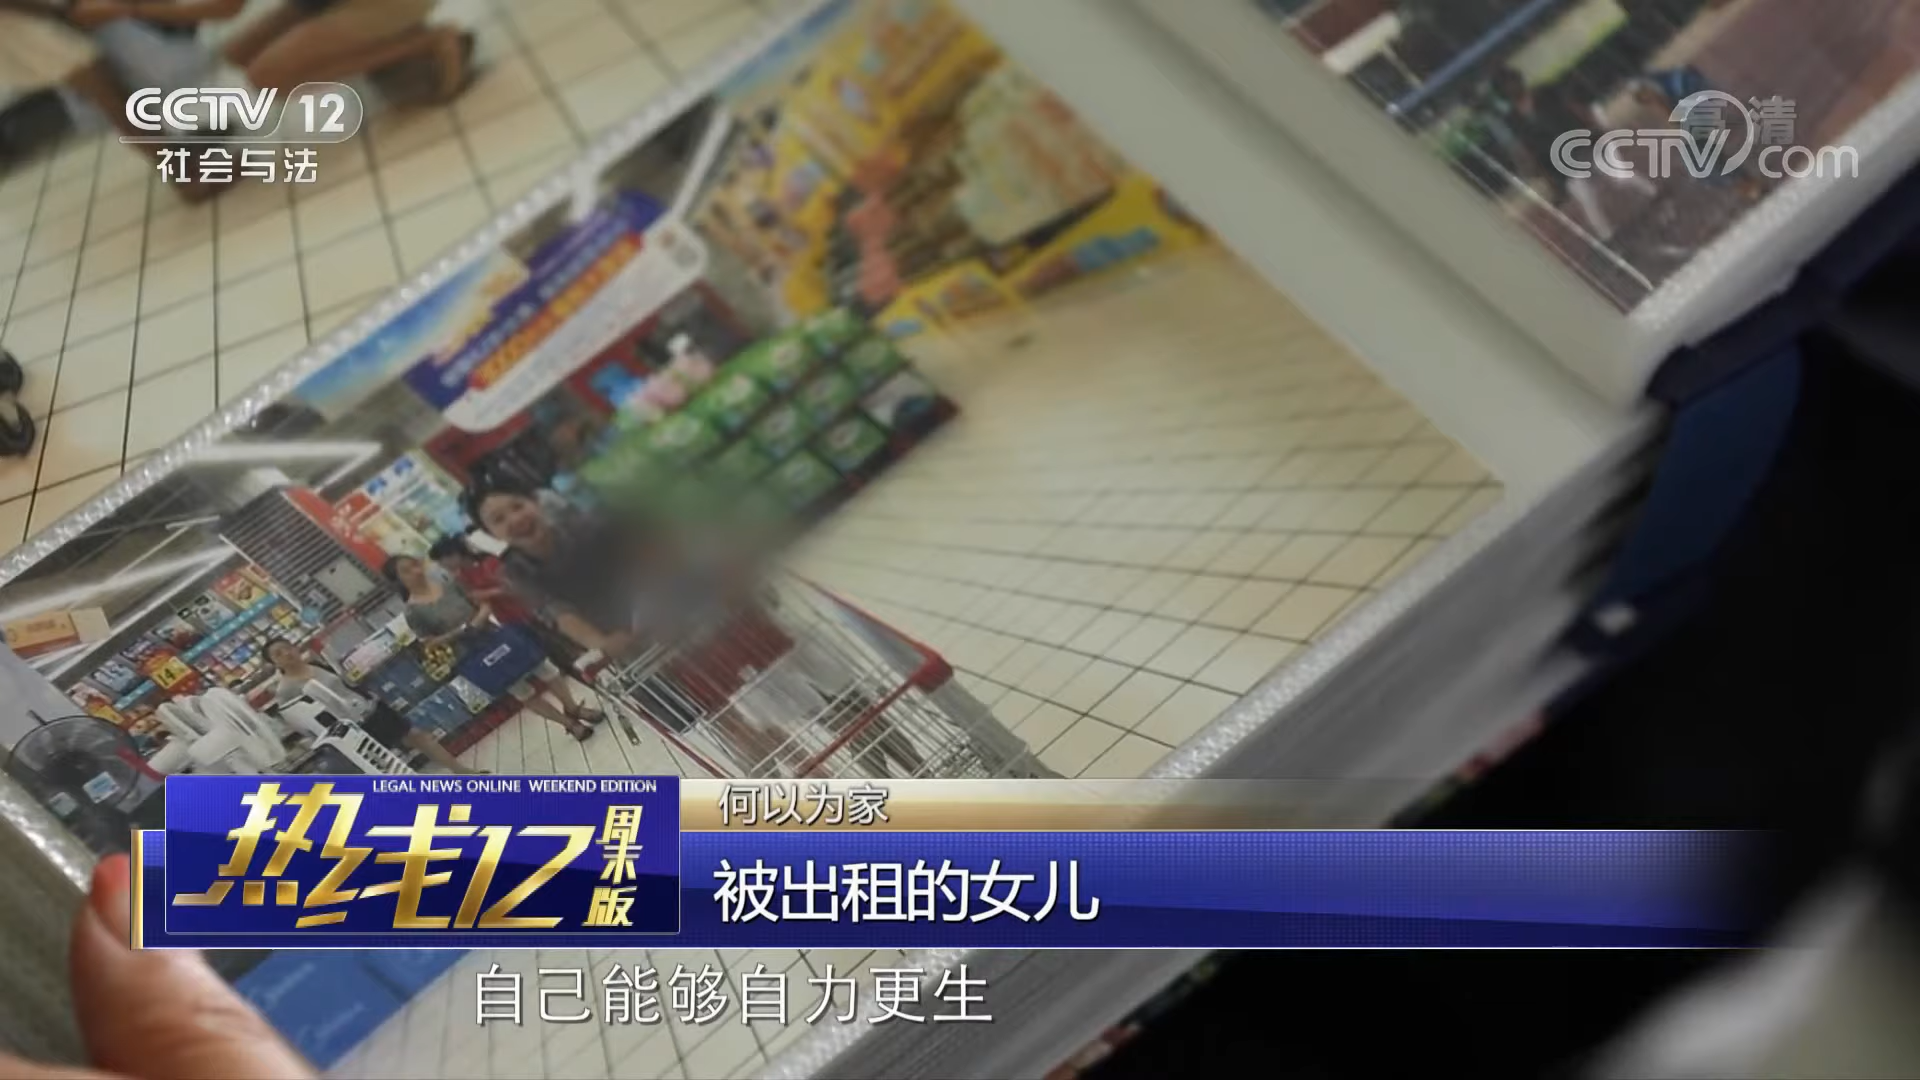 CCTV 12
社会与法
高清
CCTV com
LEGAL NEWS ONLINE WEEKEND EDITION
热线12
周末版
何以为家
被出租的女儿
自己能够自力更生